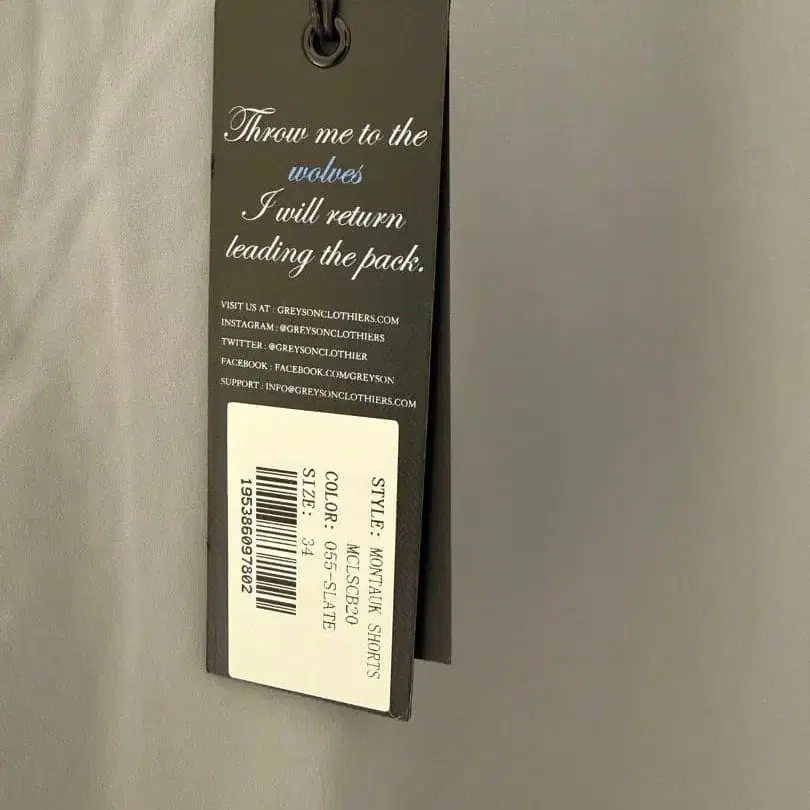 Throw me to the
wolves
I will return
leading the pack.
VISIT US AT : GREYSONCLOTHIERS.COM
INSTAGRAM : @GREYSONCLOTHIERS
TWITTER : @GREYSONCLOTHIER
FACEBOOK : FACEBOOK.COM/GREYSON
SUPPORT : INFO@GREYSONCLOTHIERS.COM
STYLE: MONTAUK SHORTS
MCLSCB20
COLOR: 055-SLATE
SIZE: 34
195386097802